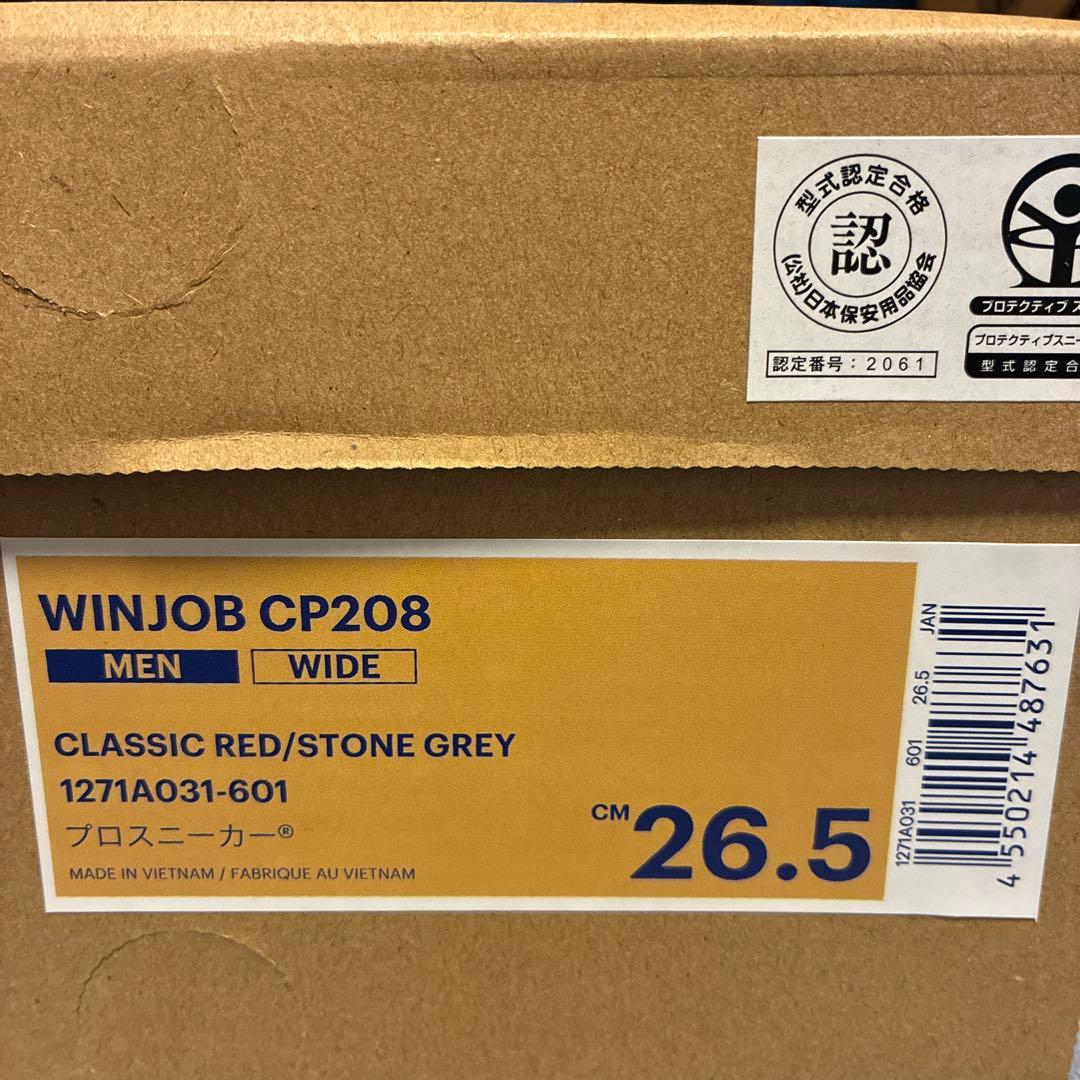 型式認定合格
認
(公社)日本保安用品協会
認定番号：2061
プロテクティブ
プロテクティブスニー
型式認定合
WINJOB CP208
MEN WIDE
CLASSIC RED/STONE GREY
1271A031-601
プロスニーカー®
MADE IN VIETNAM / FABRIQUE AU VIETNAM
CM 26.5
1271A031 601 26.5 JAN
4 550214 487631